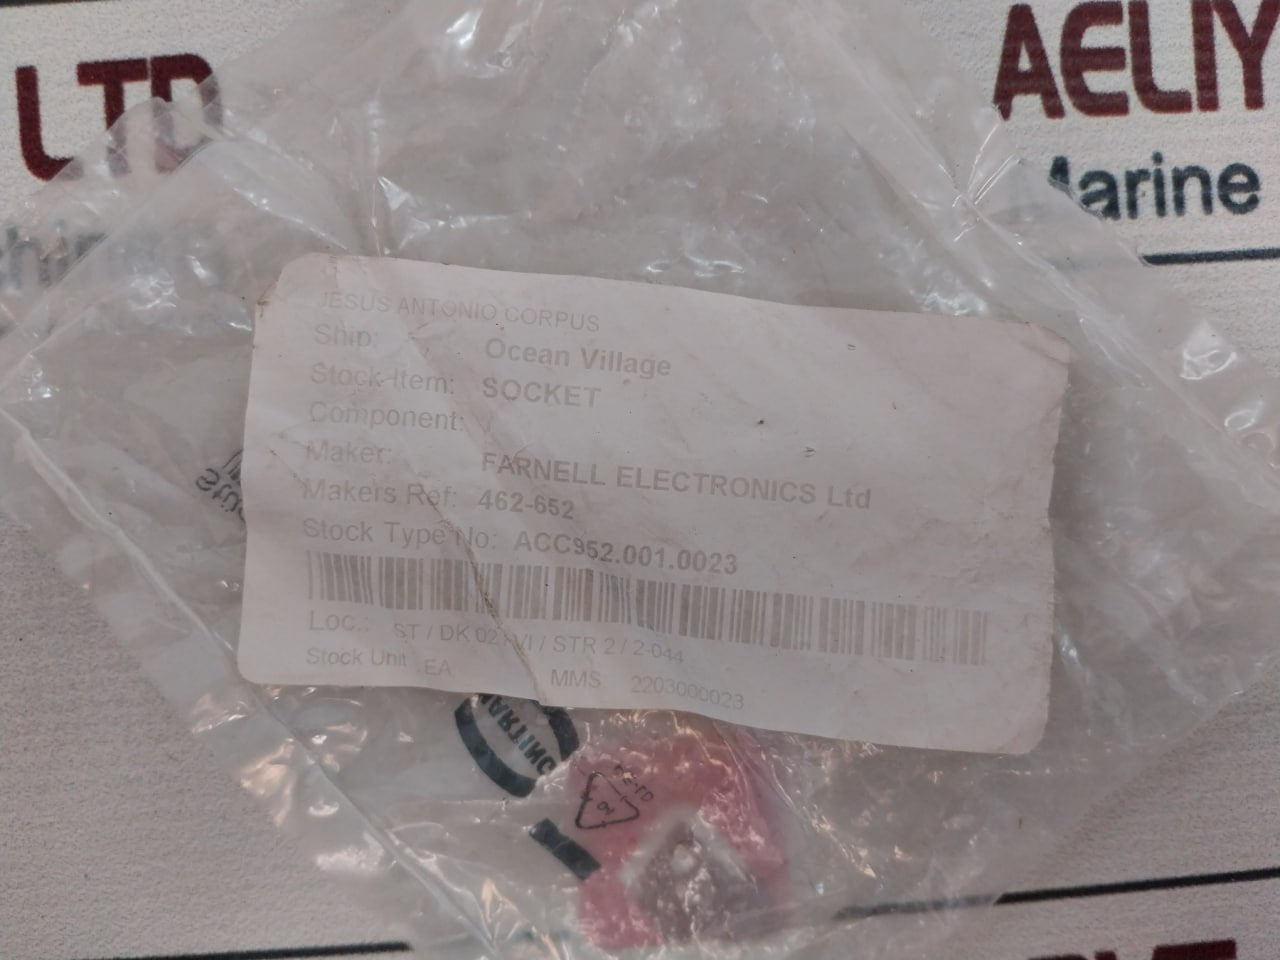 LTD
AELIY
Marine
JESUS ANTONIO CORPUS
Ship: Ocean Village
Stock Item: SOCKET
Component:
Maker: FARNELL ELECTRONICS Ltd
Makers Ref: 462-652
Stock Type No: ACC952.001.0023
Loc.: ST / DK 02 / VI / STR 2 / 2-044
Stock Unit EA MMS 2203000023
HARTING